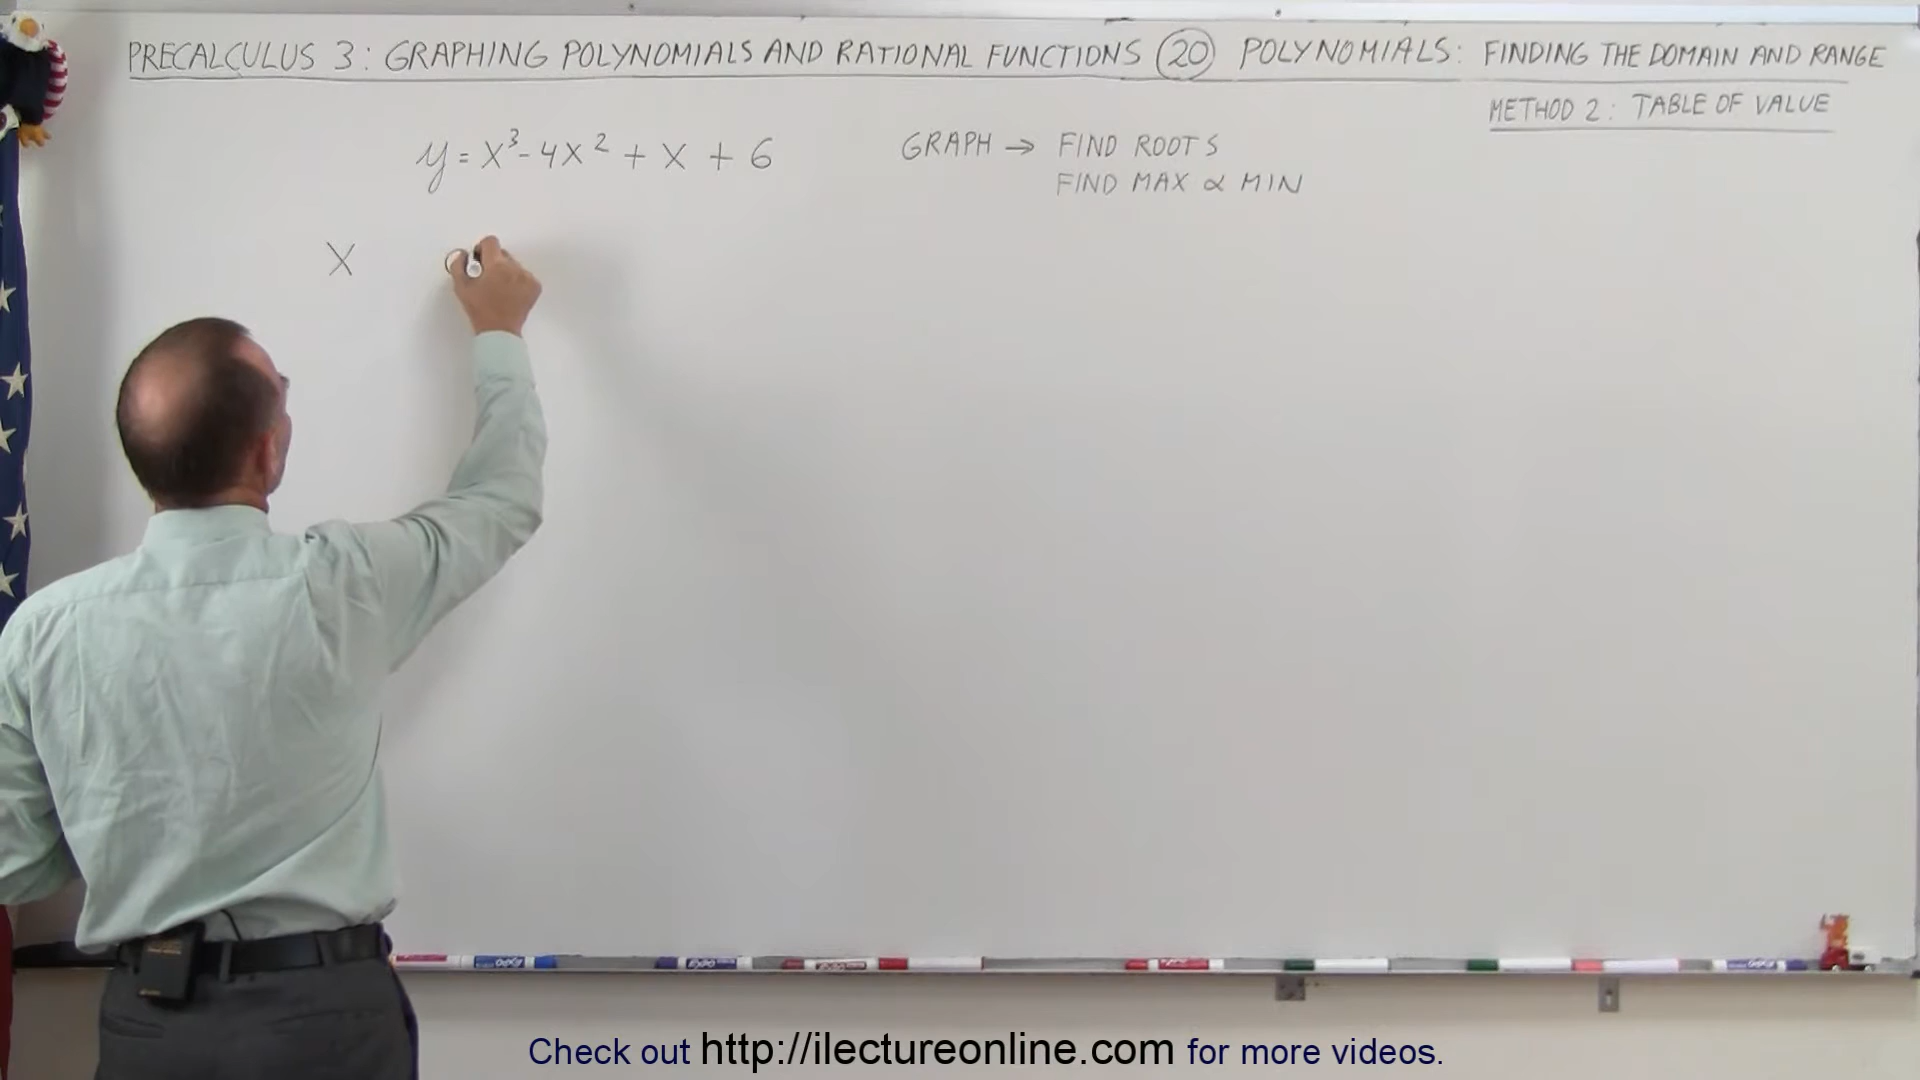 PRECALCULUS 3: GRAPHING POLYNOMIALS AND RATIONAL FUNCTIONS (20) POLYNOMIALS: FINDING THE DOMAIN AND RANGE
METHOD 2: TABLE OF VALUE
y = x³ - 4x² + x + 6
GRAPH → FIND ROOTS
FIND MAX & MIN
X
Check out http://ilectureonline.com for more videos.